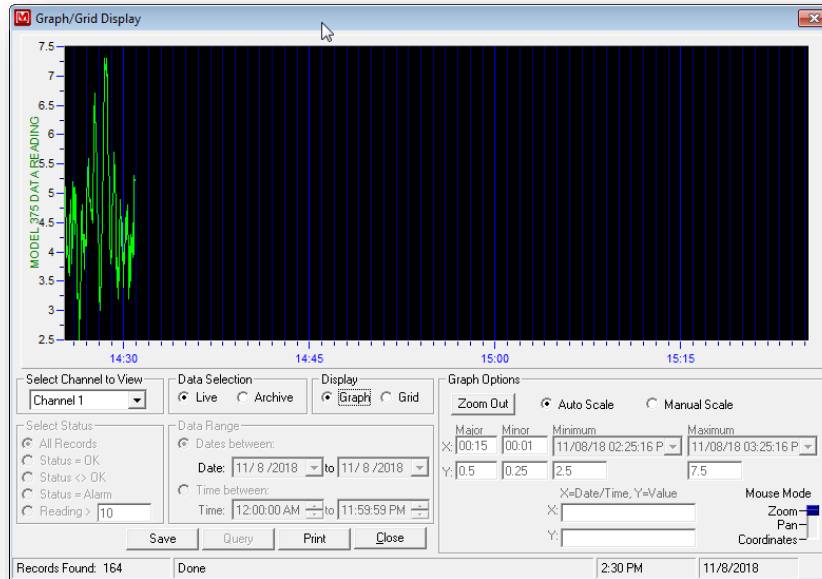 Graph/Grid Display
7.5
7
6.5
6
5.5
5
4.5
4
3.5
3
2.5
MODEL 375 DATA READING
14:30 14:45 15:00 15:15
Select Channel to View
Channel 1
Data Selection
Live Archive
Display
Graph Grid
Graph Options
Zoom Out Auto Scale Manual Scale
Major Minor Minimum Maximum
X: 00:15 00:01 11/08/18 02:25:16 P 11/08/18 03:25:16 P
Y: 0.5 0.25 2.5 7.5
X=Date/Time, Y=Value
X:
Y:
Mouse Mode
Zoom
Pan
Coordinates
Select Status
All Records
Status = OK
Status <> OK
Status = Alarm
Reading > 10
Data Range
Dates between:
Date: 11/ 8 /2018 to 11/ 8 /2018
Time between:
Time: 12:00:00 AM to 11:59:59 PM
Save Query Print Close
Records Found: 164 Done 2:30 PM 11/8/2018